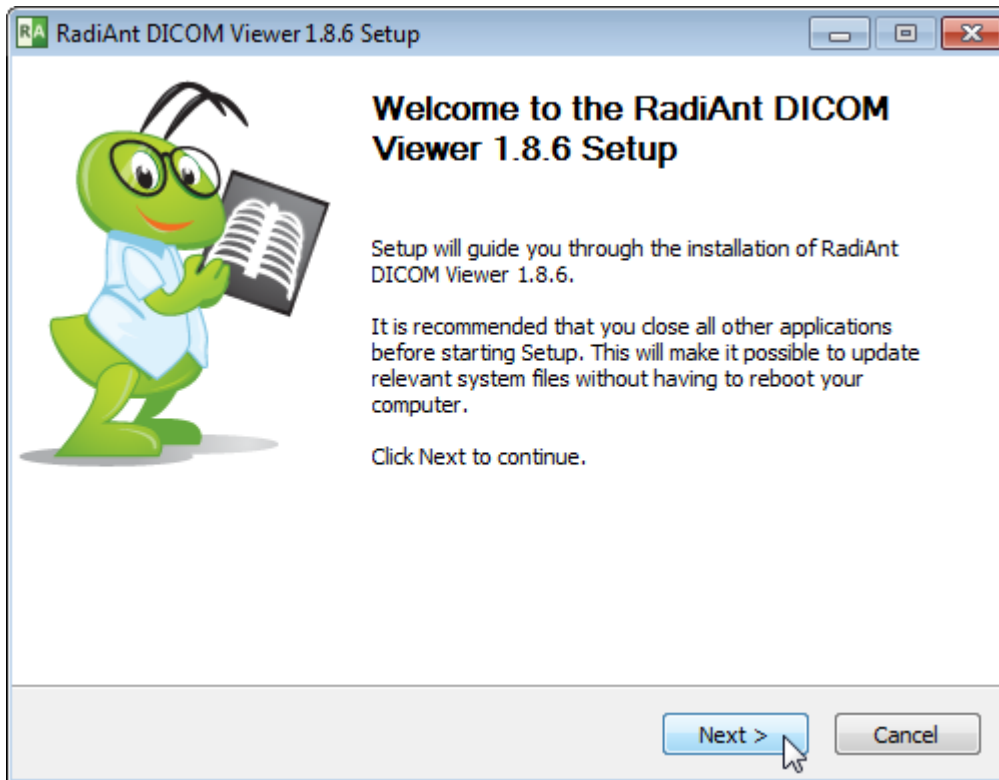 RA RadiAnt DICOM Viewer 1.8.6 Setup
Welcome to the RadiAnt DICOM
Viewer 1.8.6 Setup
Setup will guide you through the installation of RadiAnt
DICOM Viewer 1.8.6.
It is recommended that you close all other applications
before starting Setup. This will make it possible to update
relevant system files without having to reboot your
computer.
Click Next to continue.
Next > Cancel